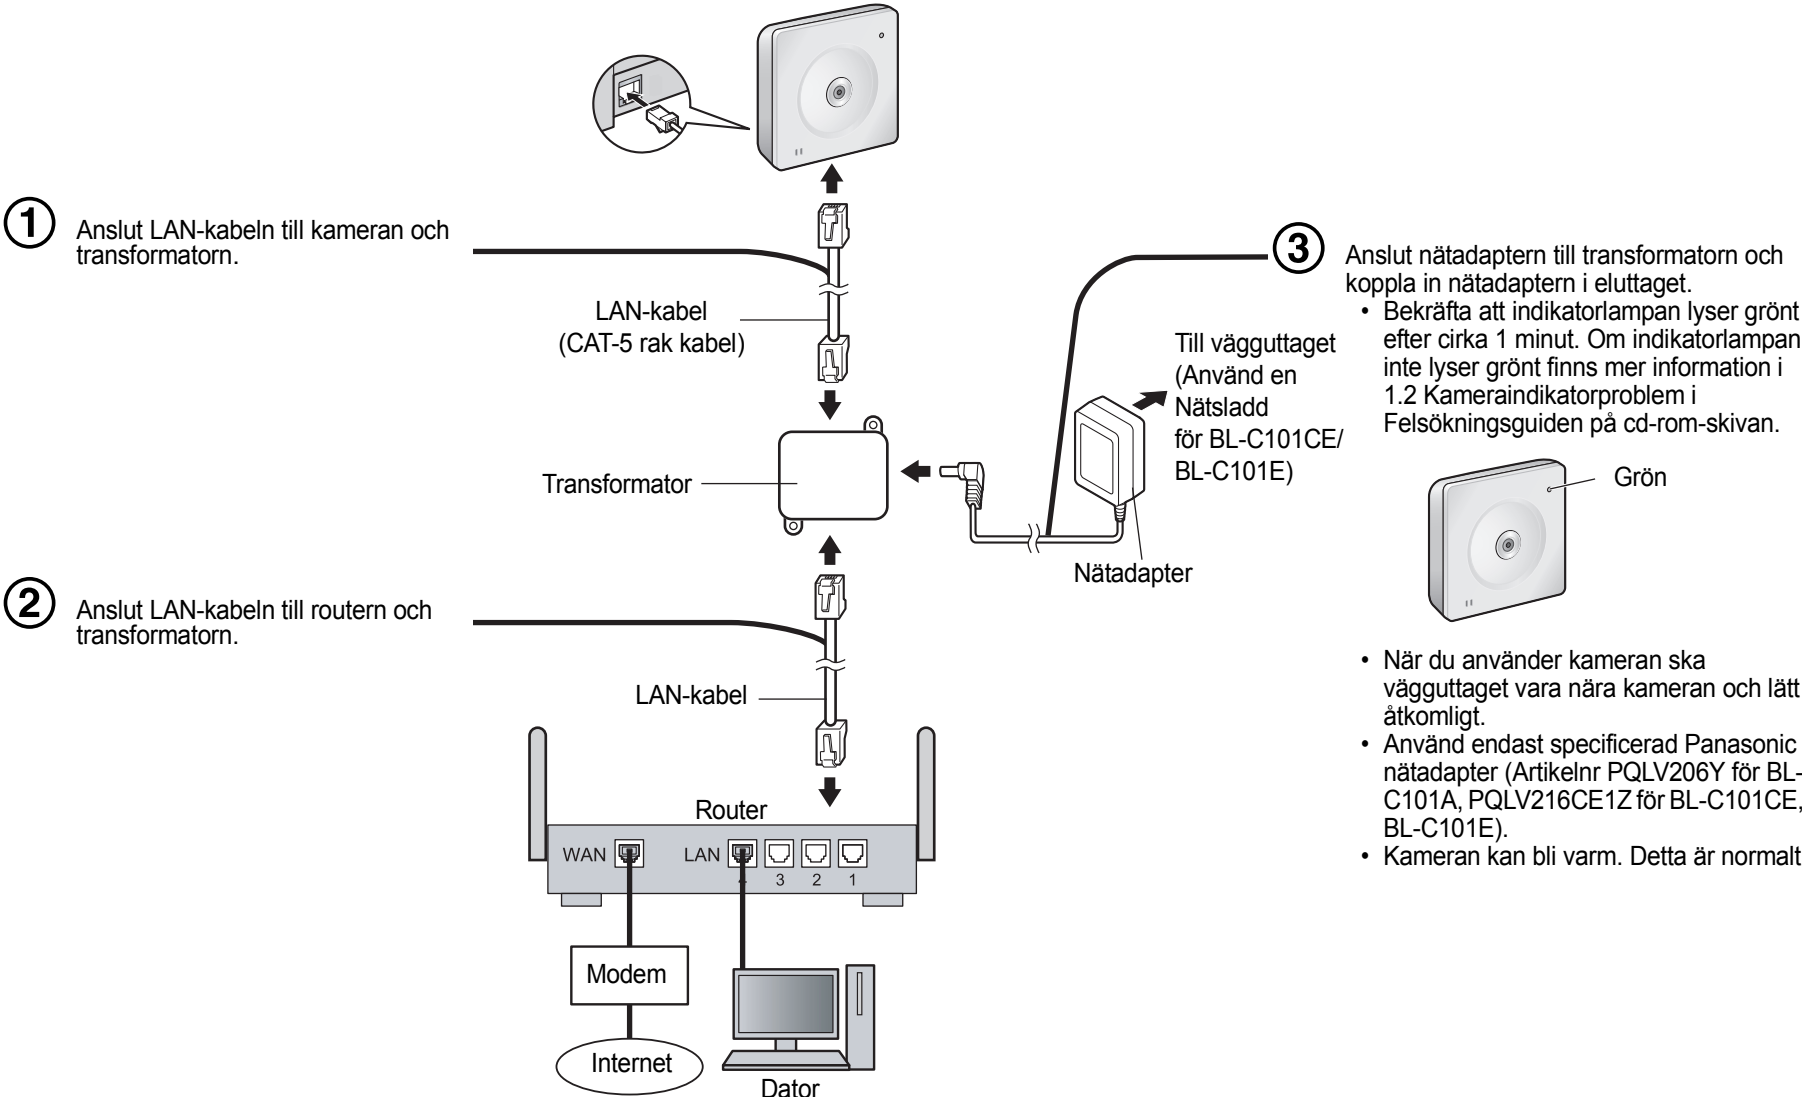 1
Anslut LAN-kabeln till kameran och
transformatorn.
LAN-kabel
(CAT-5 rak kabel)
Transformator
2
Anslut LAN-kabeln till routern och
transformatorn.
LAN-kabel
Router
WAN
LAN
4 3 2 1
Modem
Internet
Dator
Till vägguttaget
(Använd en
Nätsladd
för BL-C101CE/
BL-C101E)
Nätadapter
3
Anslut nätadaptern till transformatorn och
koppla in nätadaptern i eluttaget.
• Bekräfta att indikatorlampan lyser grönt
efter cirka 1 minut. Om indikatorlampan
inte lyser grönt finns mer information i
1.2 Kameraindikatorproblem i
Felsökningsguiden på cd-rom-skivan.
Grön
• När du använder kameran ska
vägguttaget vara nära kameran och lätt
åtkomligt.
• Använd endast specificerad Panasonic
nätadapter (Artikelnr PQLV206Y för BL-
C101A, PQLV216CE1Z för BL-C101CE,
BL-C101E).
• Kameran kan bli varm. Detta är normalt